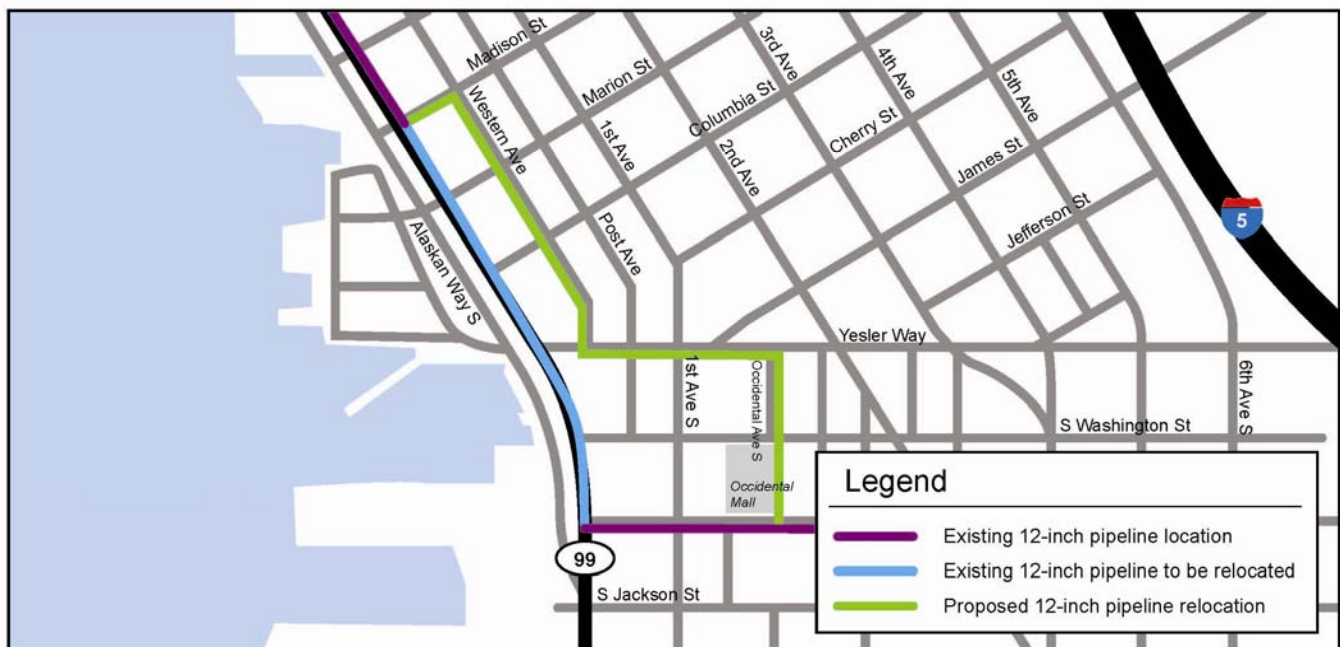 Madison St
Marion St
Columbia St
Cherry St
James St
Jefferson St
Western Ave
1st Ave
2nd Ave
3rd Ave
4th Ave
5th Ave
Post Ave
Alaskan Way S
5
Yesler Way
1st Ave S
Occidental Ave S
6th Ave S
S Washington St
Occidental
Mall
99
S Jackson St
Legend
Existing 12-inch pipeline location
Existing 12-inch pipeline to be relocated
Proposed 12-inch pipeline relocation